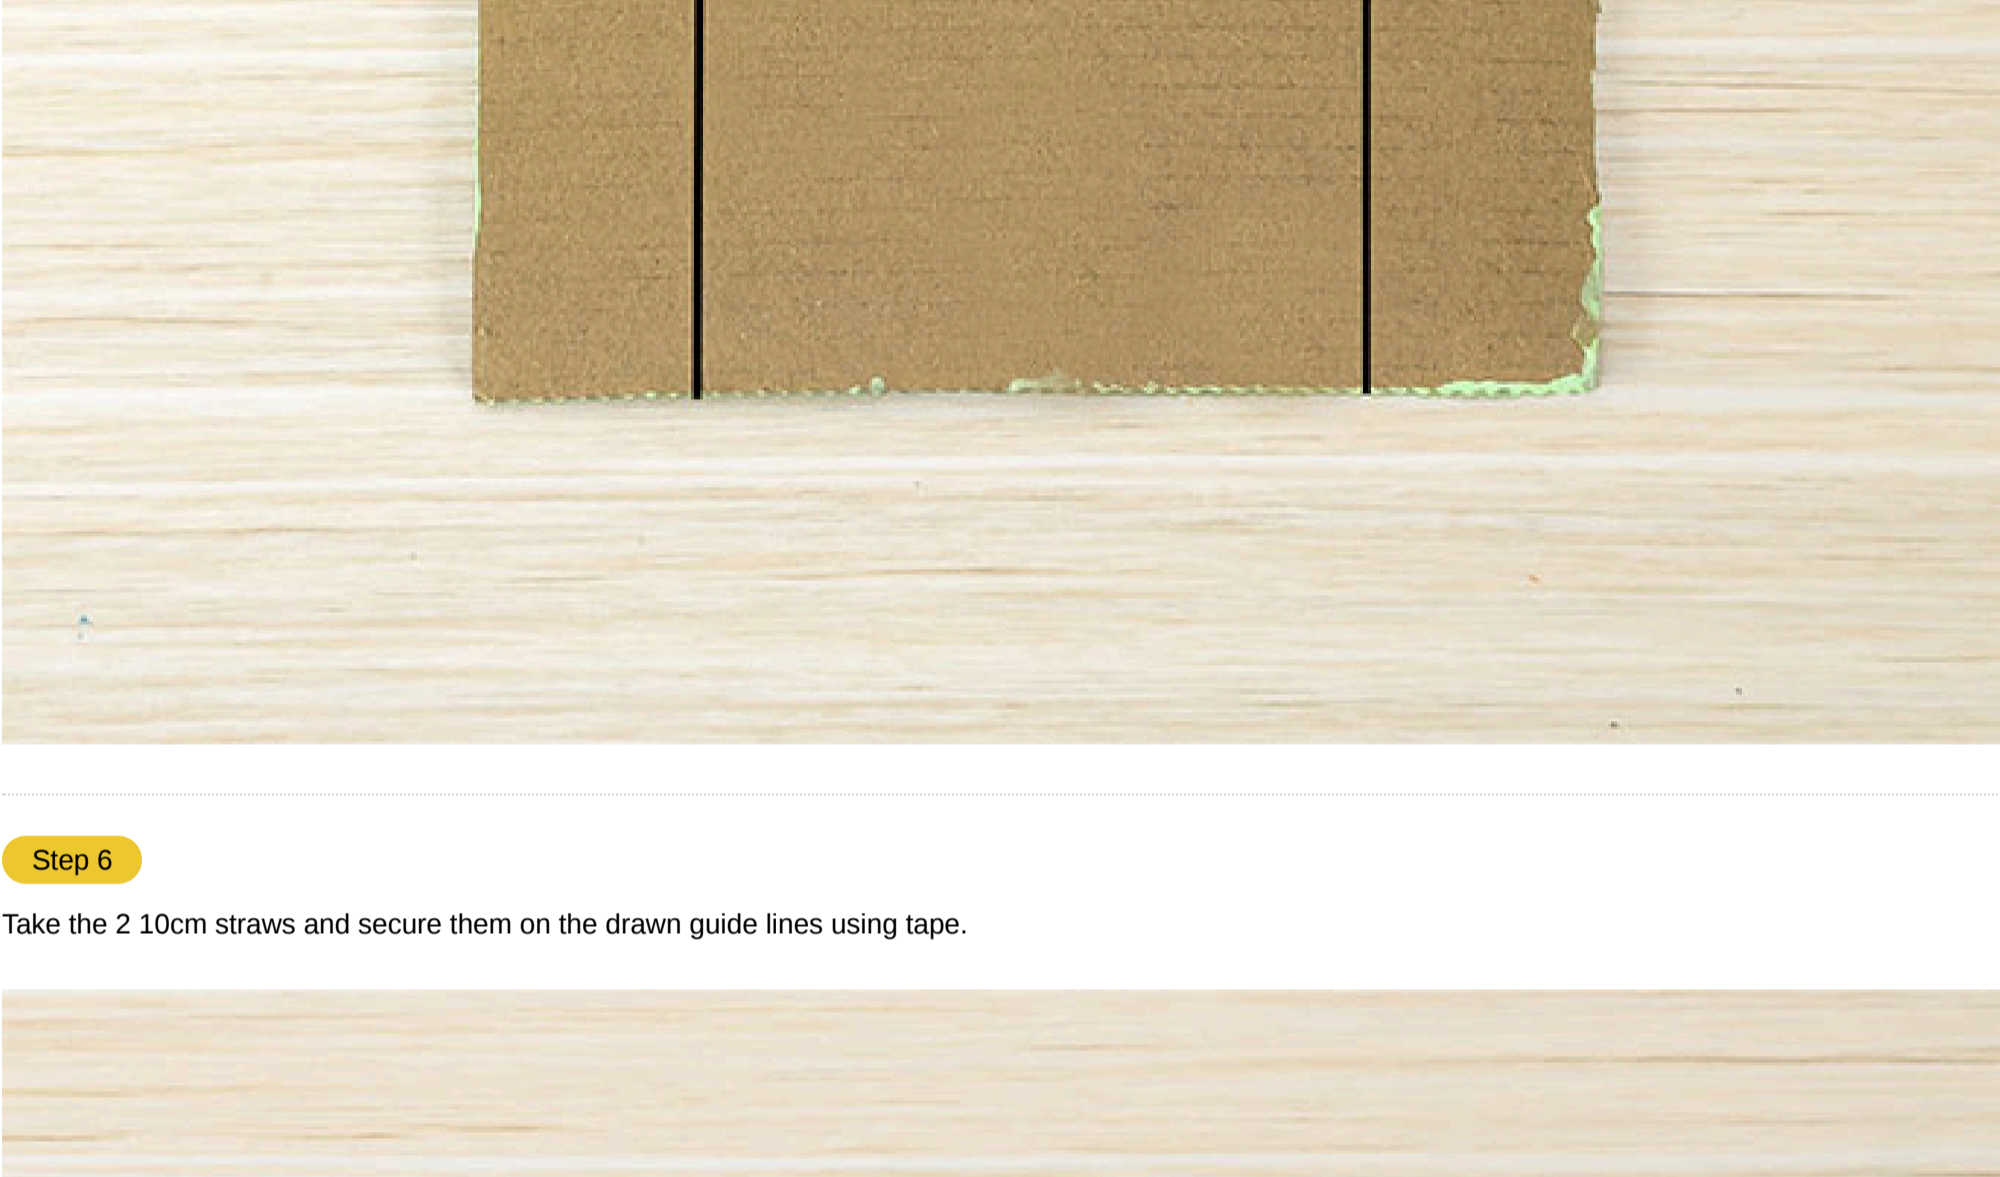 Step 6
Take the 2 10cm straws and secure them on the drawn guide lines using tape.